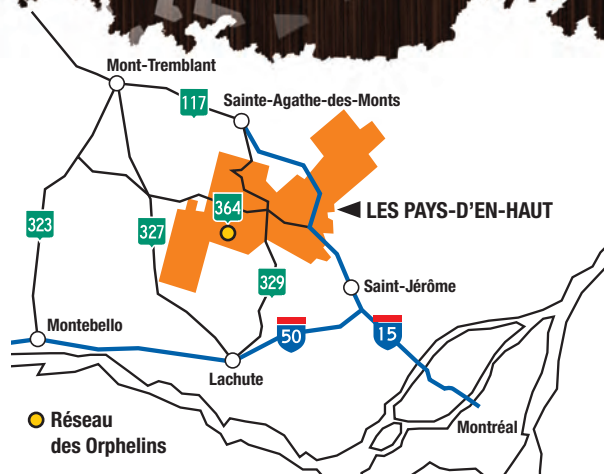 Mont-Tremblant
117
Sainte-Agathe-des-Monts
364
LES PAYS-D'EN-HAUT
323
327
329
Saint-Jérôme
Montebello
50
15
Lachute
Réseau
des Orphelins
Montréal